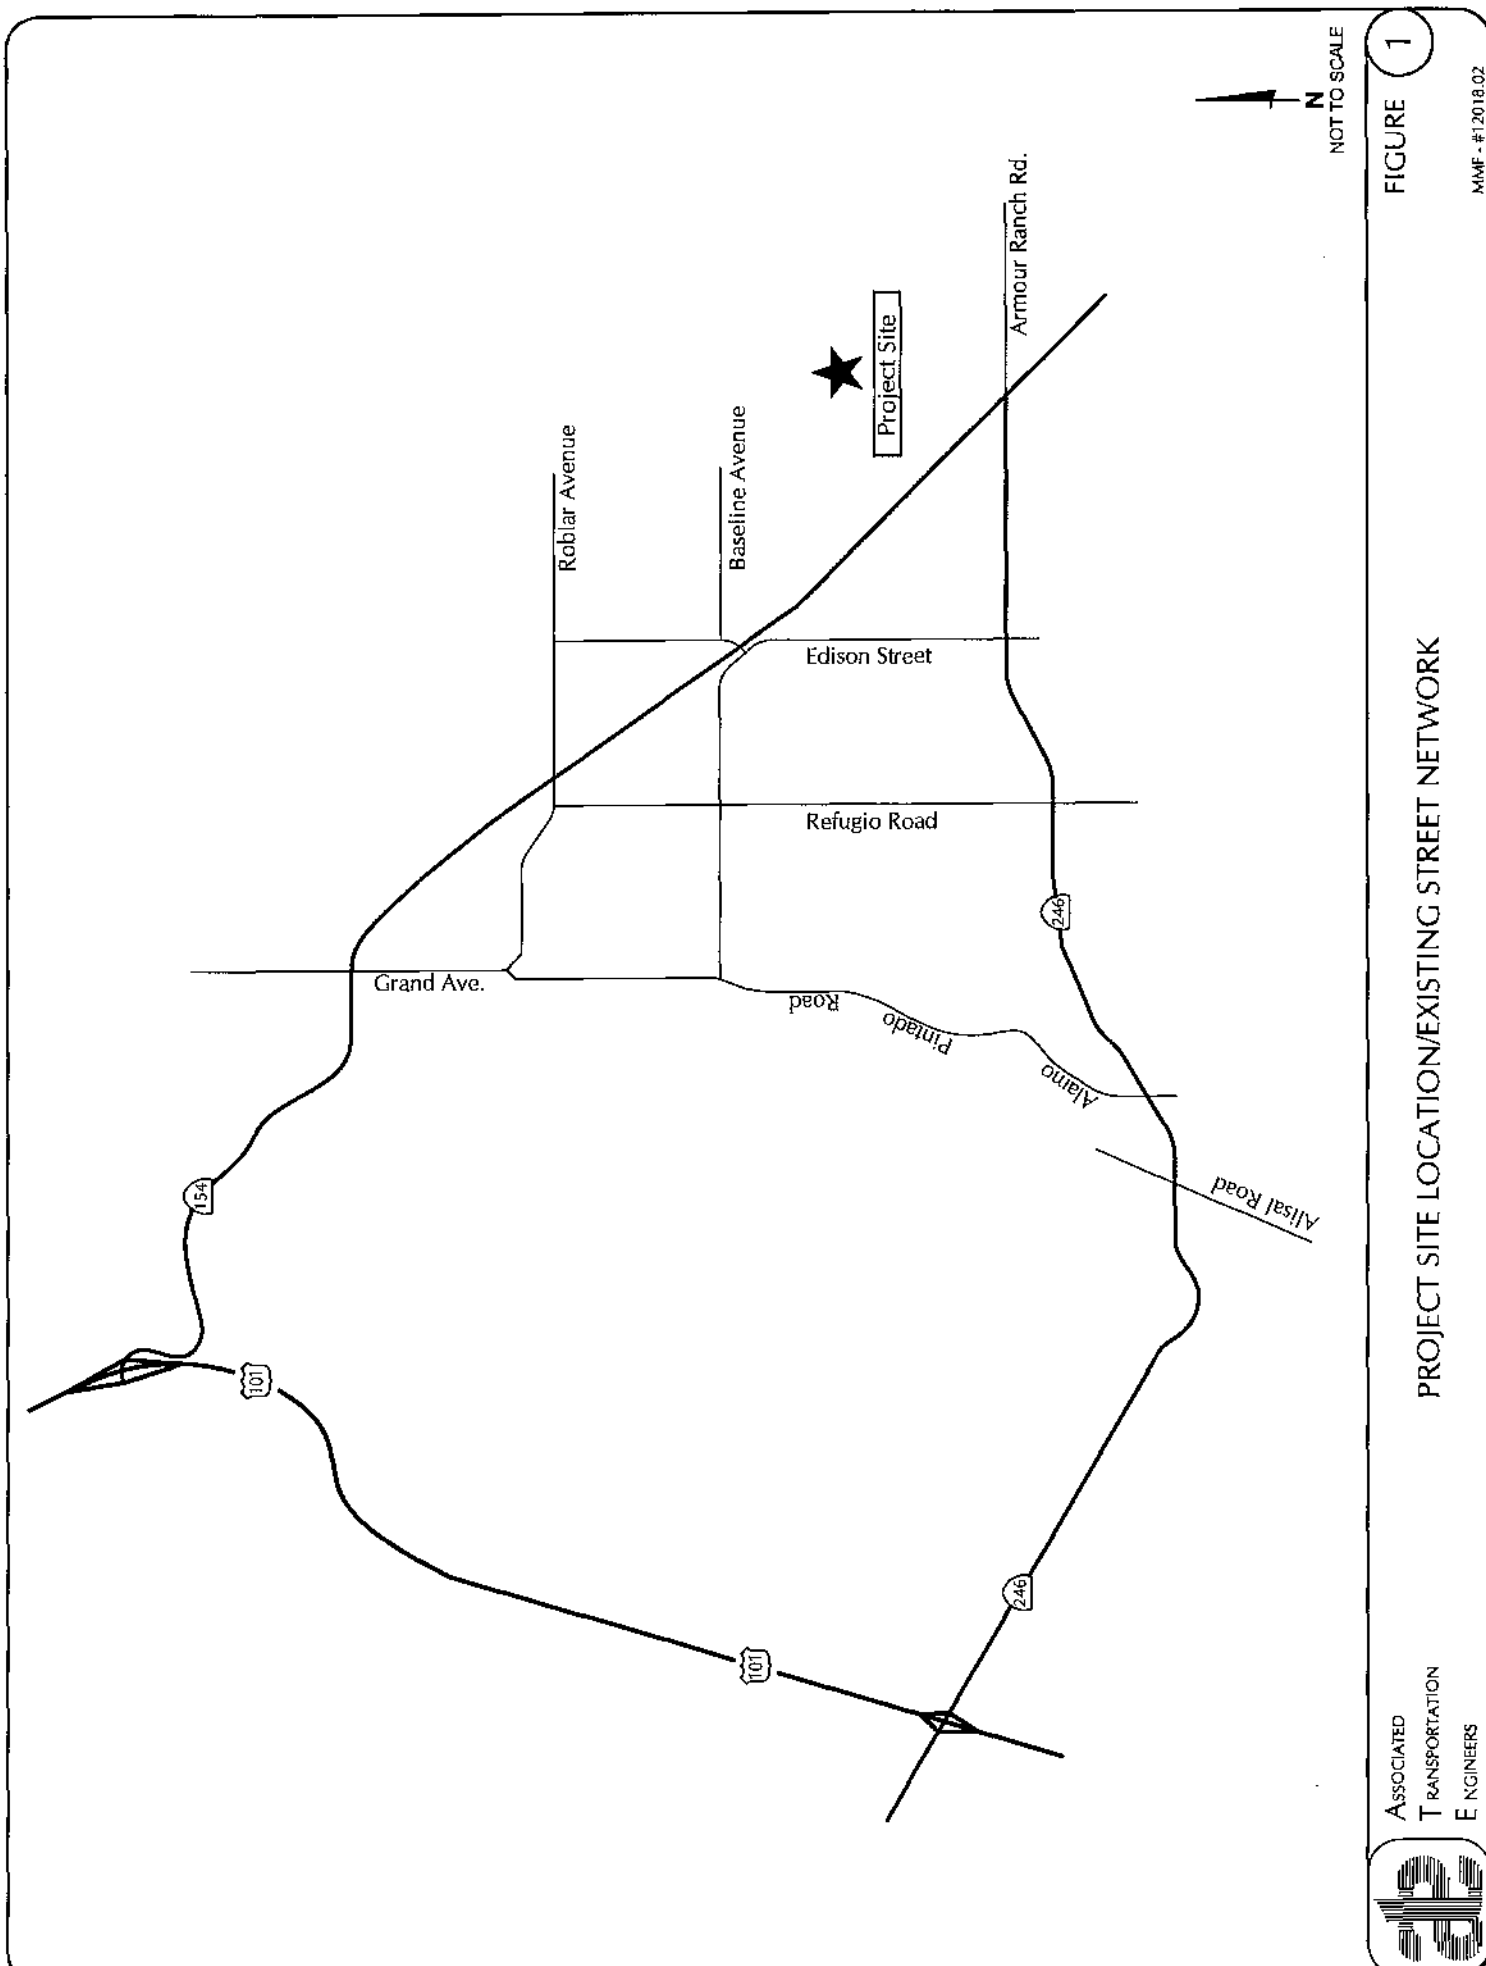 154
101
Grand Ave.
Roblar Avenue
Baseline Avenue
Edison Street
Refugio Road
Project Site
Armour Ranch Rd.
Alamo
Pintado
Road
101
246
246
Alisal Road
N
NOT TO SCALE
ASSOCIATED
TRANSPORTATION
ENGINEERS
PROJECT SITE LOCATION/EXISTING STREET NETWORK
FIGURE 1
MMF - #12018.02